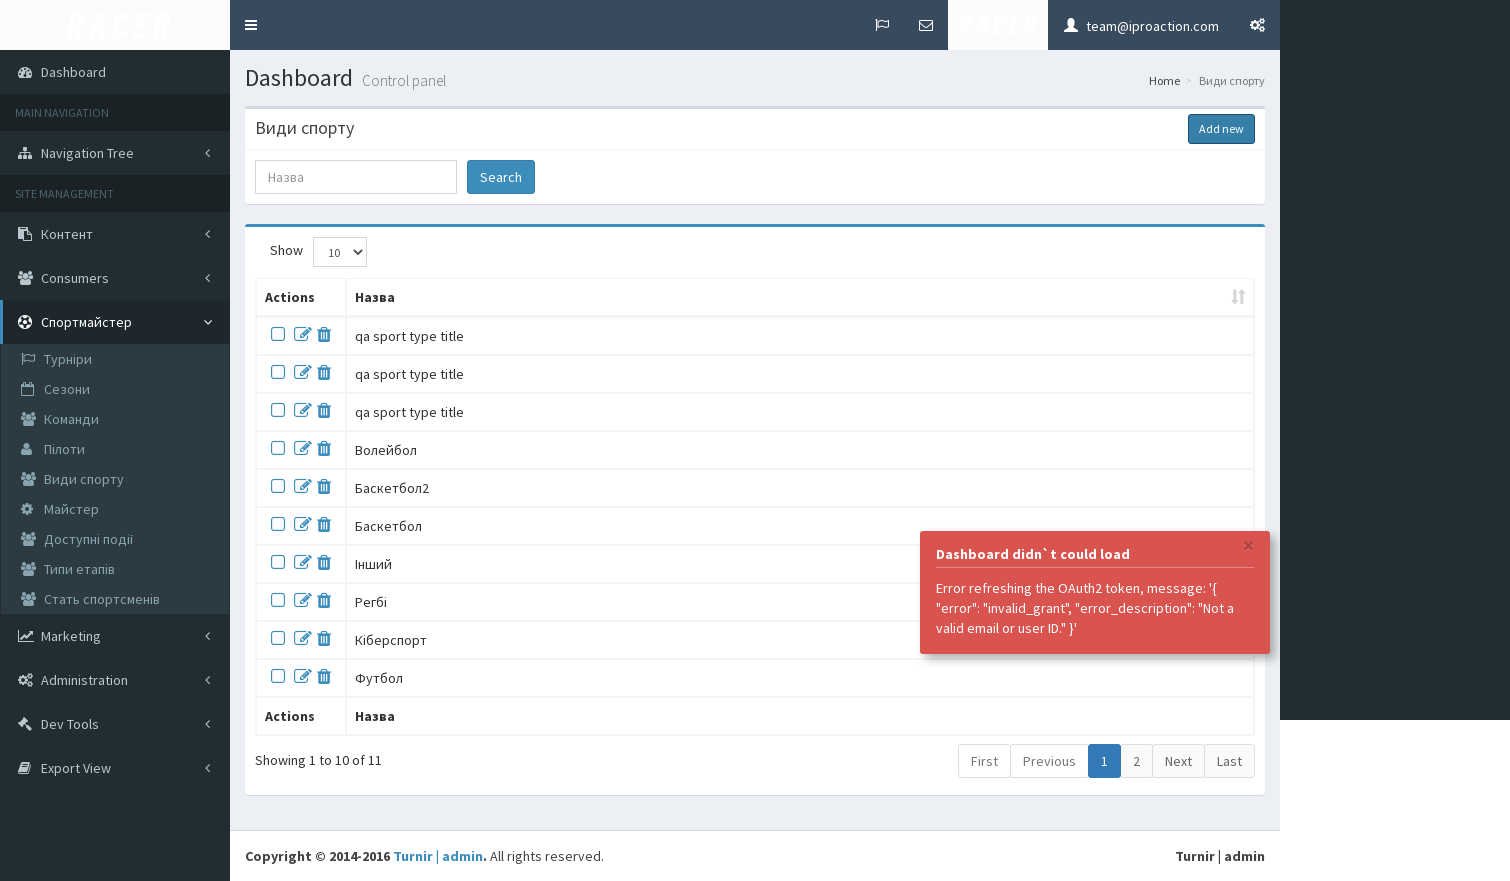 RACER
team@iproaction.com
Dashboard
MAIN NAVIGATION
Navigation Tree
SITE MANAGEMENT
Контент
Consumers
Спортмайстер
Турніри
Сезони
Команди
Пілоти
Види спорту
Майстер
Доступні події
Типи етапів
Стать спортсменів
Marketing
Administration
Dev Tools
Export View
RACER
Dashboard Control panel
Home > Види спорту
Види спорту
Add new
Назва
Search
Show 10
Actions Назва
qa sport type title
qa sport type title
qa sport type title
Волейбол
Баскетбол2
Баскетбол
Інший
Регбі
Кіберспорт
Футбол
Actions Назва
Showing 1 to 10 of 11
First Previous 1 2 Next Last
×
Dashboard didn`t could load
Error refreshing the OAuth2 token, message: '{
"error": "invalid_grant", "error_description": "Not a
valid email or user ID." }'
Copyright © 2014-2016 Turnir | admin. All rights reserved.
Turnir | admin